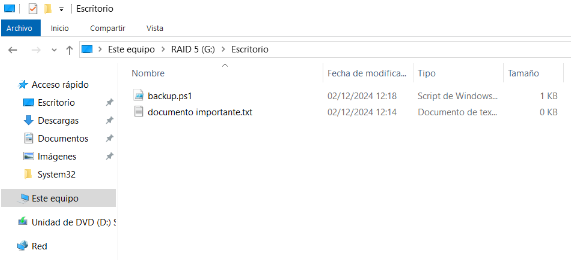 Escritorio
Archivo Inicio Compartir Vista
Este equipo > RAID 5 (G:) > Escritorio
Nombre Fecha de modifica... Tipo Tamaño
Acceso rápido
Escritorio
Descargas
Documentos
Imágenes
System32
Este equipo
Unidad de DVD (D:) S
Red
backup.ps1 02/12/2024 12:18 Script de Windows... 1 KB
documento importante.txt 02/12/2024 12:14 Documento de tex... 0 KB